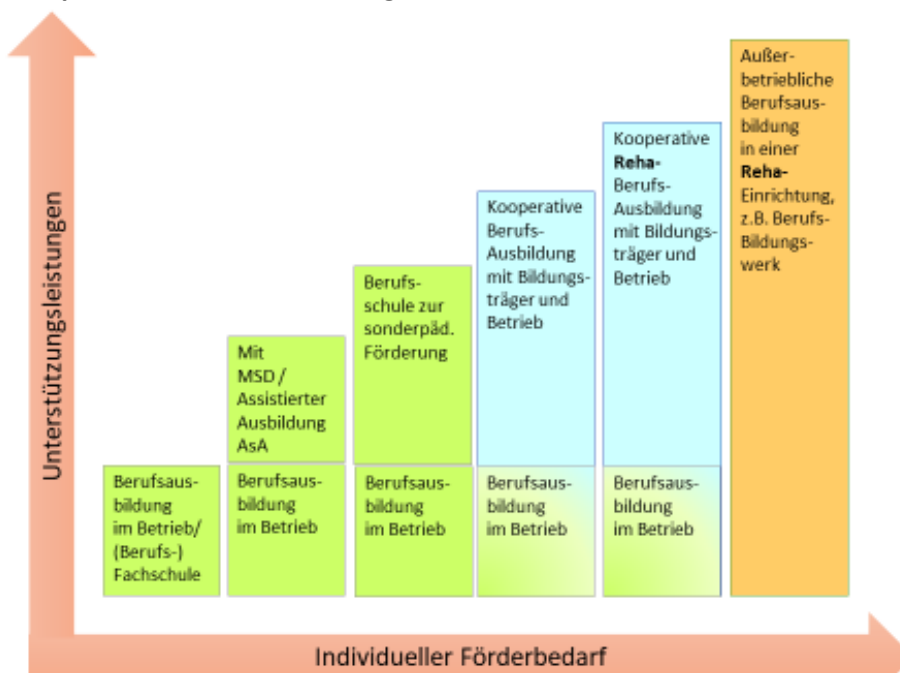 Unterstützungsleistungen
Berufsaus-
bildung
im Betrieb/
(Berufs-)
Fachschule
Mit
MSD /
Assistierter
Ausbildung
AsA
Berufsaus-
bildung
im Betrieb
Berufs-
schule zur
sonderpäd.
Förderung
Berufsaus-
bildung
im Betrieb
Kooperative
Berufs-
Ausbildung
mit Bildungs-
träger und
Betrieb
Berufsaus-
bildung
im Betrieb
Kooperative
Reha-
Berufs-
Ausbildung
mit Bildungs-
träger und
Betrieb
Berufsaus-
bildung
im Betrieb
Außer-
betriebliche
Berufsaus-
bildung
in einer
Reha-
Einrichtung,
z.B. Berufs-
Bildungs-
werk
Individueller Förderbedarf